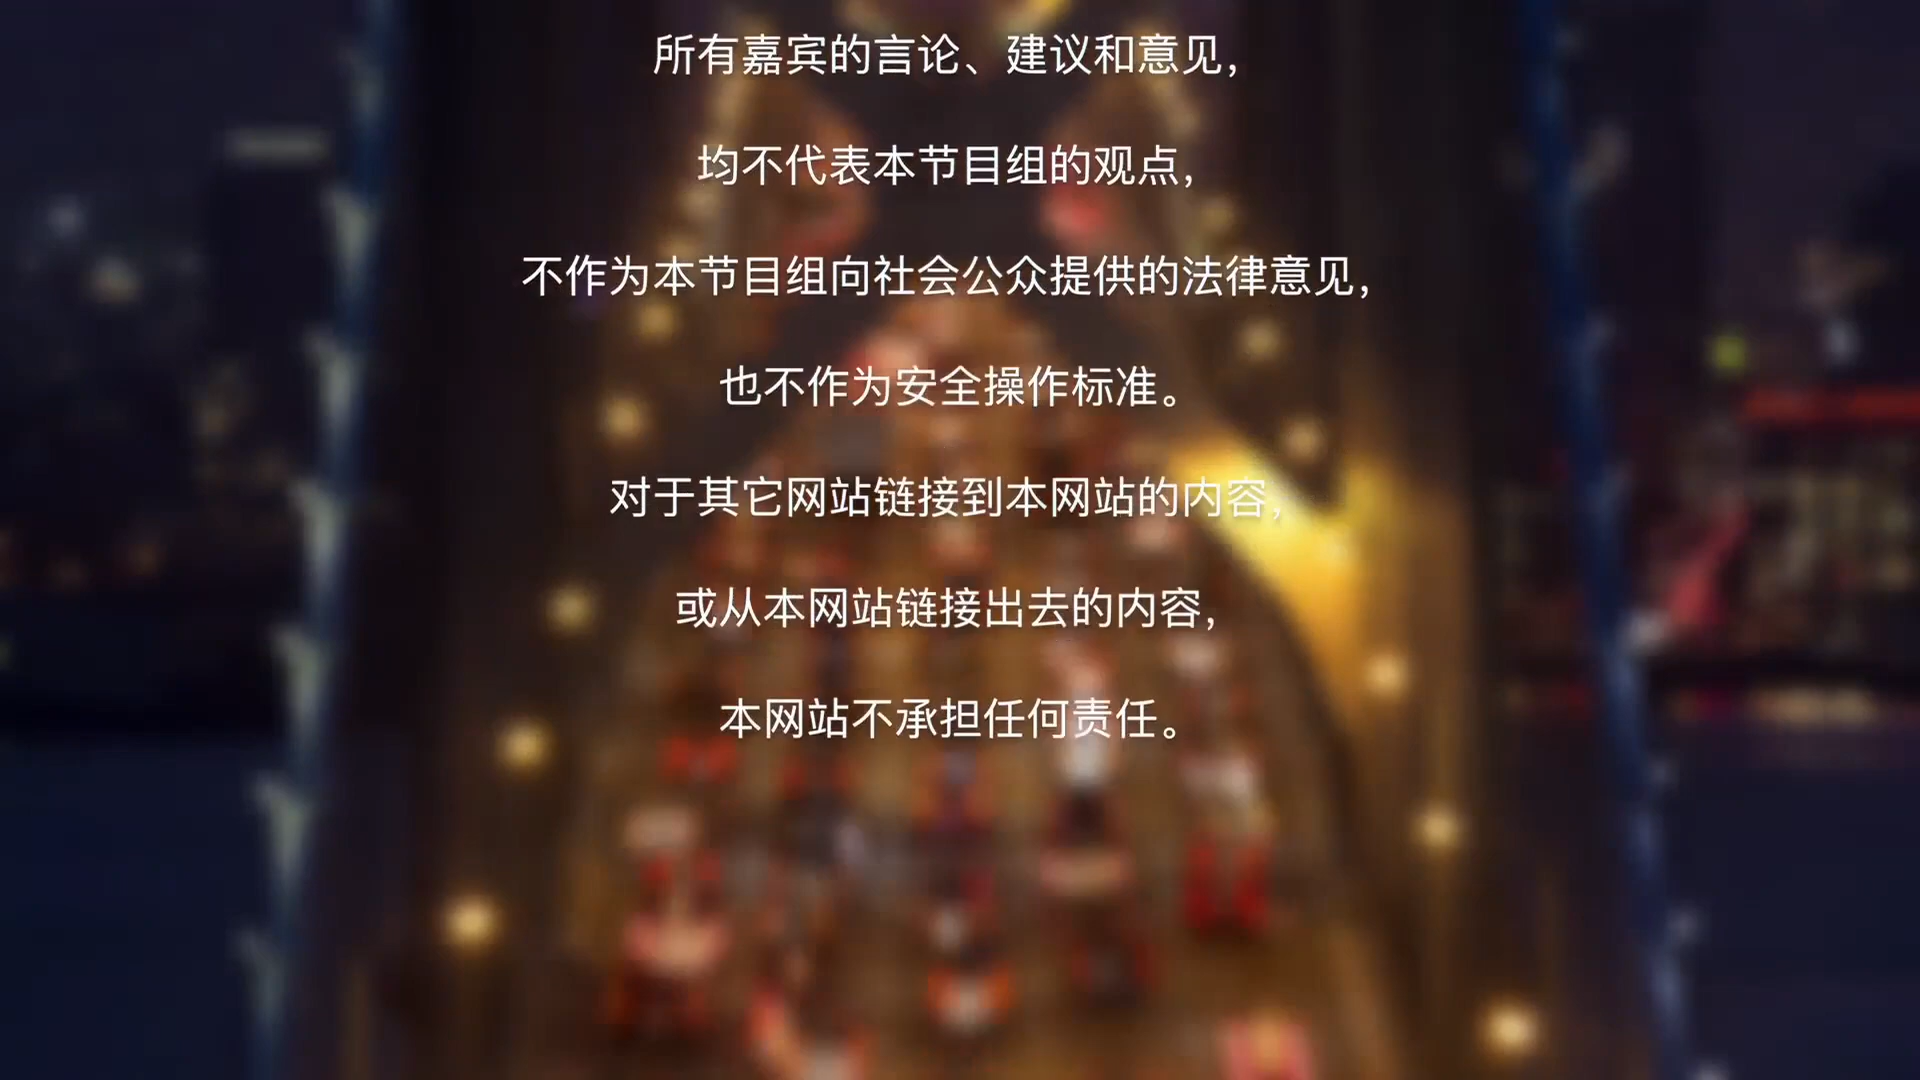 所有嘉宾的言论、建议和意见，
均不代表本节目组的观点，
不作为本节目组向社会公众提供的法律意见，
也不作为安全操作标准。
对于其它网站链接到本网站的内容，
或从本网站链接出去的内容，
本网站不承担任何责任。